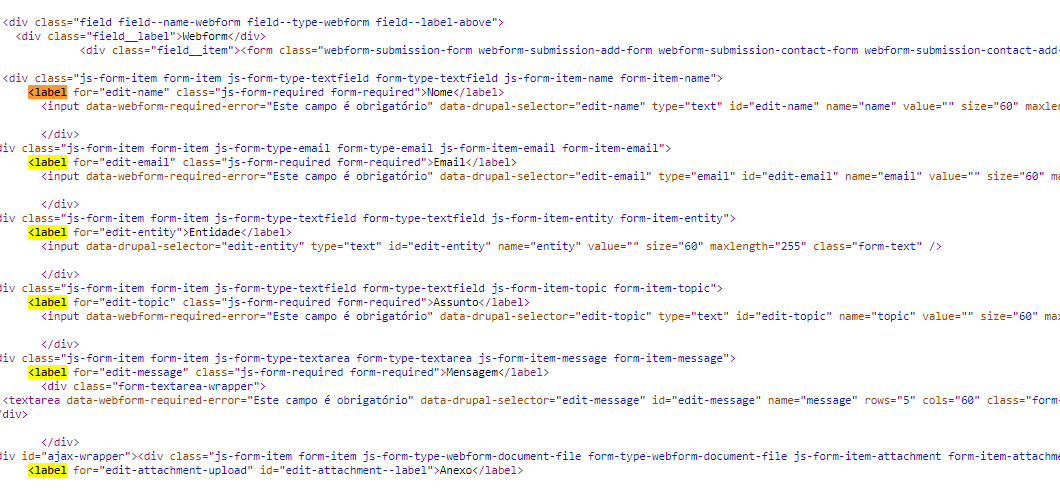 <div class="field field--name-webform field--type-webform field--label-above">
<div class="field__label">Webform</div>
<div class="field__item"><form class="webform-submission-form webform-submission-add-form webform-submission-contact-form webform-submission-contact-add-
<div class="js-form-item form-item js-form-type-textfield form-type-textfield js-form-item-name form-item-name">
<label for="edit-name" class="js-form-required form-required">Nome</label>
<input data-webform-required-error="Este campo é obrigatório" data-drupal-selector="edit-name" type="text" id="edit-name" name="name" value="" size="60" maxlen
</div>
div class="js-form-item form-item js-form-type-email form-type-email js-form-item-email form-item-email">
<label for="edit-email" class="js-form-required form-required">Email</label>
<input data-webform-required-error="Este campo é obrigatório" data-drupal-selector="edit-email" type="email" id="edit-email" name="email" value="" size="60" ma
</div>
div class="js-form-item form-item js-form-type-textfield form-type-textfield js-form-item-entity form-item-entity">
<label for="edit-entity">Entidade</label>
<input data-drupal-selector="edit-entity" type="text" id="edit-entity" name="entity" value="" size="60" maxlength="255" class="form-text" />
</div>
div class="js-form-item form-item js-form-type-textfield form-type-textfield js-form-item-topic form-item-topic">
<label for="edit-topic" class="js-form-required form-required">Assunto</label>
<input data-webform-required-error="Este campo é obrigatório" data-drupal-selector="edit-topic" type="text" id="edit-topic" name="topic" value="" size="60" max
</div>
div class="js-form-item form-item js-form-type-textarea form-type-textarea js-form-item-message form-item-message">
<label for="edit-message" class="js-form-required form-required">Mensagem</label>
<div class="form-textarea-wrapper">
<textarea data-webform-required-error="Este campo é obrigatório" data-drupal-selector="edit-message" id="edit-message" name="message" rows="5" cols="60" class="form-
/div>
</div>
div id="ajax-wrapper"><div class="js-form-item form-item js-form-type-webform-document-file form-type-webform-document-file js-form-item-attachment form-item-attachme
<label for="edit-attachment-upload" id="edit-attachment--label">Anexo</label>